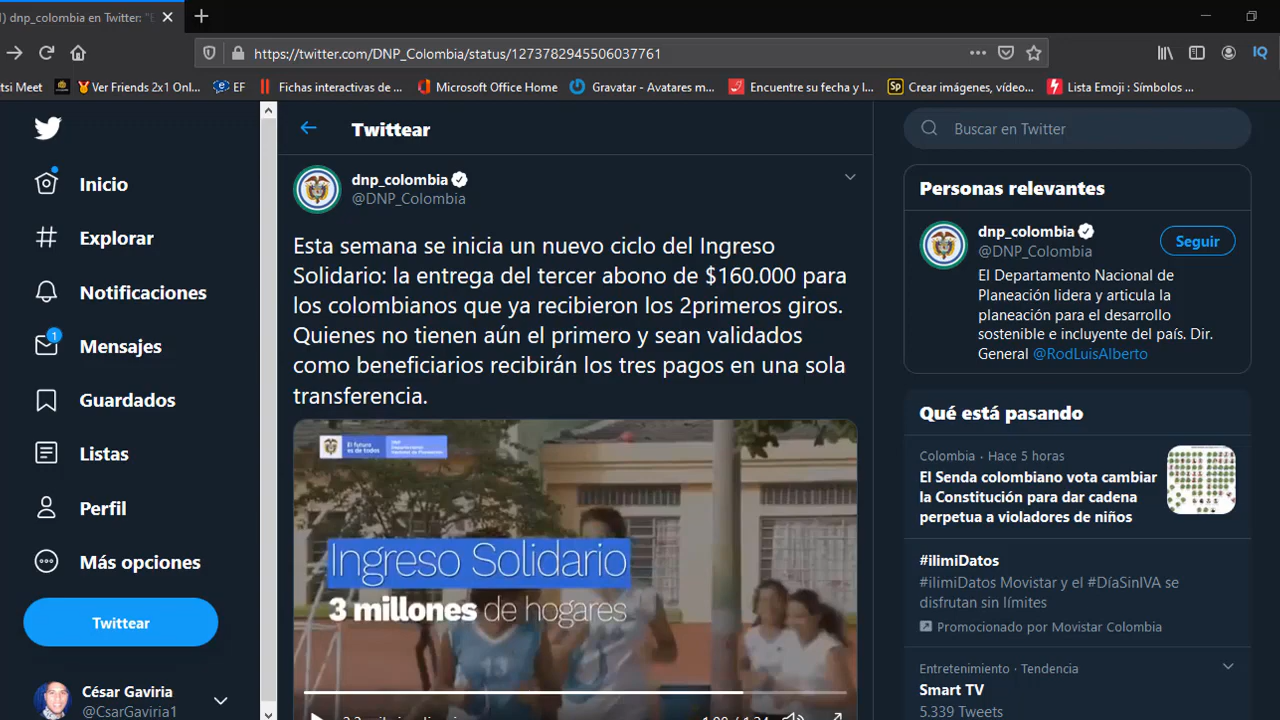 ) dnp_colombia en Twitter: "E
https://twitter.com/DNP_Colombia/status/1273782945506037761
tsi Meet
Ver Friends 2x1 Onl...
EF
Fichas interactivas de ...
Microsoft Office Home
Gravatar - Avatares m...
Encuentre su fecha y l...
Sp
Crear imágenes, vídeo...
Lista Emoji : Símbolos ...
IQ
Inicio
Explorar
Notificaciones
1
Mensajes
Guardados
Listas
Perfil
Más opciones
Twittear
César Gaviria
@CsarGaviria1
Twittear
dnp_colombia
@DNP_Colombia
Esta semana se inicia un nuevo ciclo del Ingreso
Solidario: la entrega del tercer abono de $160.000 para
los colombianos que ya recibieron los 2primeros giros.
Quienes no tienen aún el primero y sean validados
como beneficiarios recibirán los tres pagos en una sola
transferencia.
El futuro
es de todos
DNP
Departamento
Nacional de Planeación
Ingreso Solidario
3 millones de hogares
12
Buscar en Twitter
Personas relevantes
dnp_colombia
@DNP_Colombia
Seguir
El Departamento Nacional de
Planeación lidera y articula la
planeación para el desarrollo
sostenible e incluyente del país. Dir.
General @RodLuisAlberto
Qué está pasando
Colombia · Hace 5 horas
El Senda colombiano vota cambiar
la Constitución para dar cadena
perpetua a violadores de niños
#ilimiDatos
#ilimiDatos Movistar y el #DíaSinIVA se
disfrutan sin límites
Promocionado por Movistar Colombia
Entretenimiento · Tendencia
Smart TV
5.339 Tweets